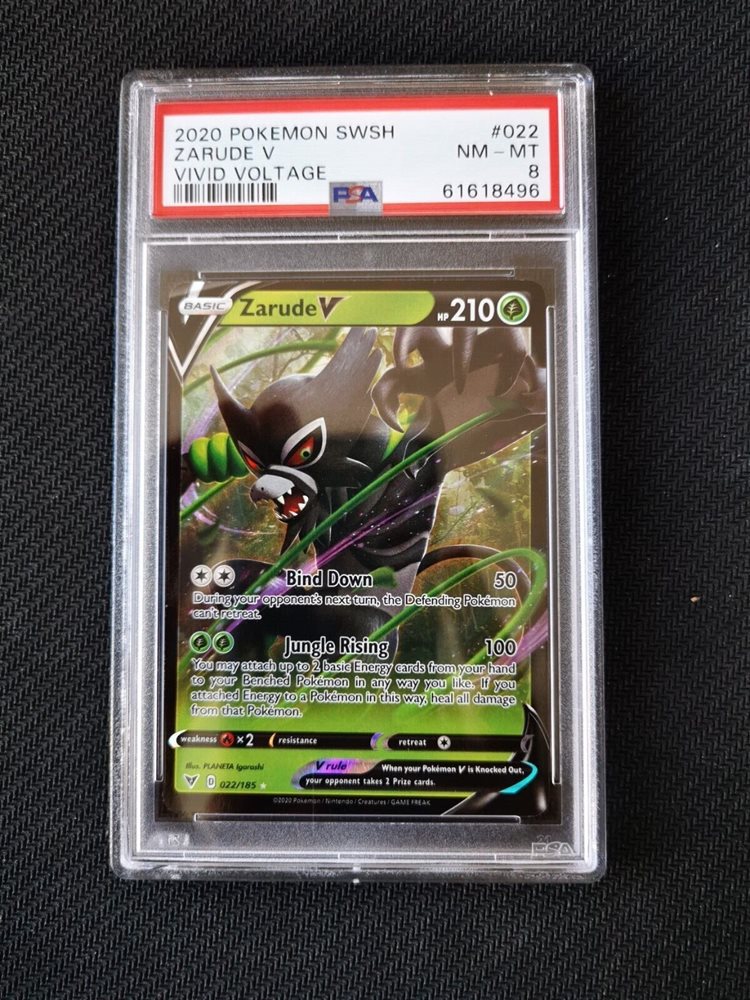 2020 POKEMON SWSH #022
ZARUDE V NM - MT
VIVID VOLTAGE 8
PSA 61618496
BASIC Zarude V HP 210
Bind Down 50
During your opponent's next turn, the Defending Pokémon
can't retreat.
Jungle Rising 100
You may attach up to 2 basic Energy cards from your hand
to your Benched Pokémon in any way you like. If you
attached Energy to a Pokémon in this way, heal all damage
from that Pokémon.
weakness ×2 resistance retreat
Illus. PLANETA Igarashi
V rule When your Pokémon V is Knocked Out,
your opponent takes 2 Prize cards.
D 022/185
©2020 Pokémon / Nintendo / Creatures / GAME FREAK
PSA